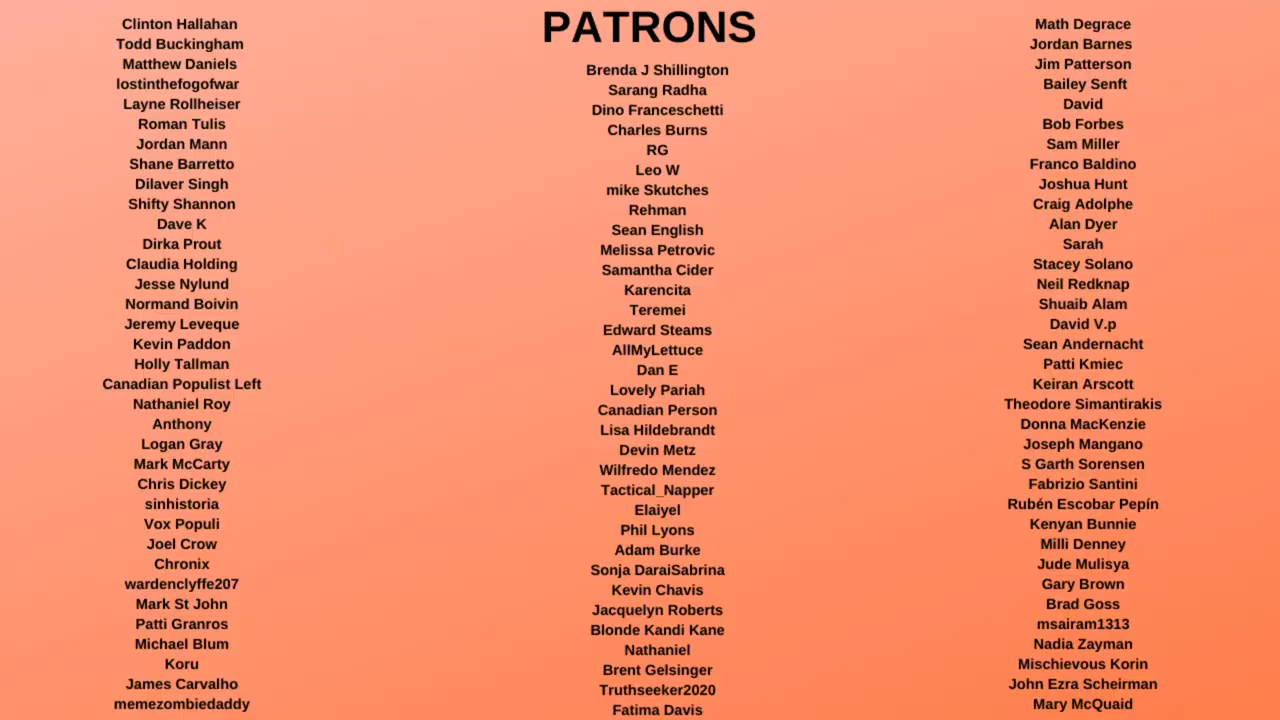 Clinton Hallahan
Todd Buckingham
Matthew Daniels
lostinthefogofwar
Layne Rollheiser
Roman Tulis
Jordan Mann
Shane Barretto
Dilaver Singh
Shifty Shannon
Dave K
Dirka Prout
Claudia Holding
Jesse Nylund
Normand Boivin
Jeremy Leveque
Kevin Paddon
Holly Tallman
Canadian Populist Left
Nathaniel Roy
Anthony
Logan Gray
Mark McCarty
Chris Dickey
sinhistoria
Vox Populi
Joel Crow
Chronix
wardenclyffe207
Mark St John
Patti Granros
Michael Blum
Koru
James Carvalho
memezombiedaddy
PATRONS
Brenda J Shillington
Sarang Radha
Dino Franceschetti
Charles Burns
RG
Leo W
mike Skutches
Rehman
Sean English
Melissa Petrovic
Samantha Cider
Karencita
Teremei
Edward Steams
AllMyLettuce
Dan E
Lovely Pariah
Canadian Person
Lisa Hildebrandt
Devin Metz
Wilfredo Mendez
Tactical_Napper
Elaiyel
Phil Lyons
Adam Burke
Sonja DaraiSabrina
Kevin Chavis
Jacquelyn Roberts
Blonde Kandi Kane
Nathaniel
Brent Gelsinger
Truthseeker2020
Fatima Davis
Math Degrace
Jordan Barnes
Jim Patterson
Bailey Senft
David
Bob Forbes
Sam Miller
Franco Baldino
Joshua Hunt
Craig Adolphe
Alan Dyer
Sarah
Stacey Solano
Neil Redknap
Shuaib Alam
David V.p
Sean Andernacht
Patti Kmiec
Keiran Arscott
Theodore Simantirakis
Donna MacKenzie
Joseph Mangano
S Garth Sorensen
Fabrizio Santini
Rubén Escobar Pepín
Kenyan Bunnie
Milli Denney
Jude Mulisya
Gary Brown
Brad Goss
msairam1313
Nadia Zayman
Mischievous Korin
John Ezra Scheirman
Mary McQuaid